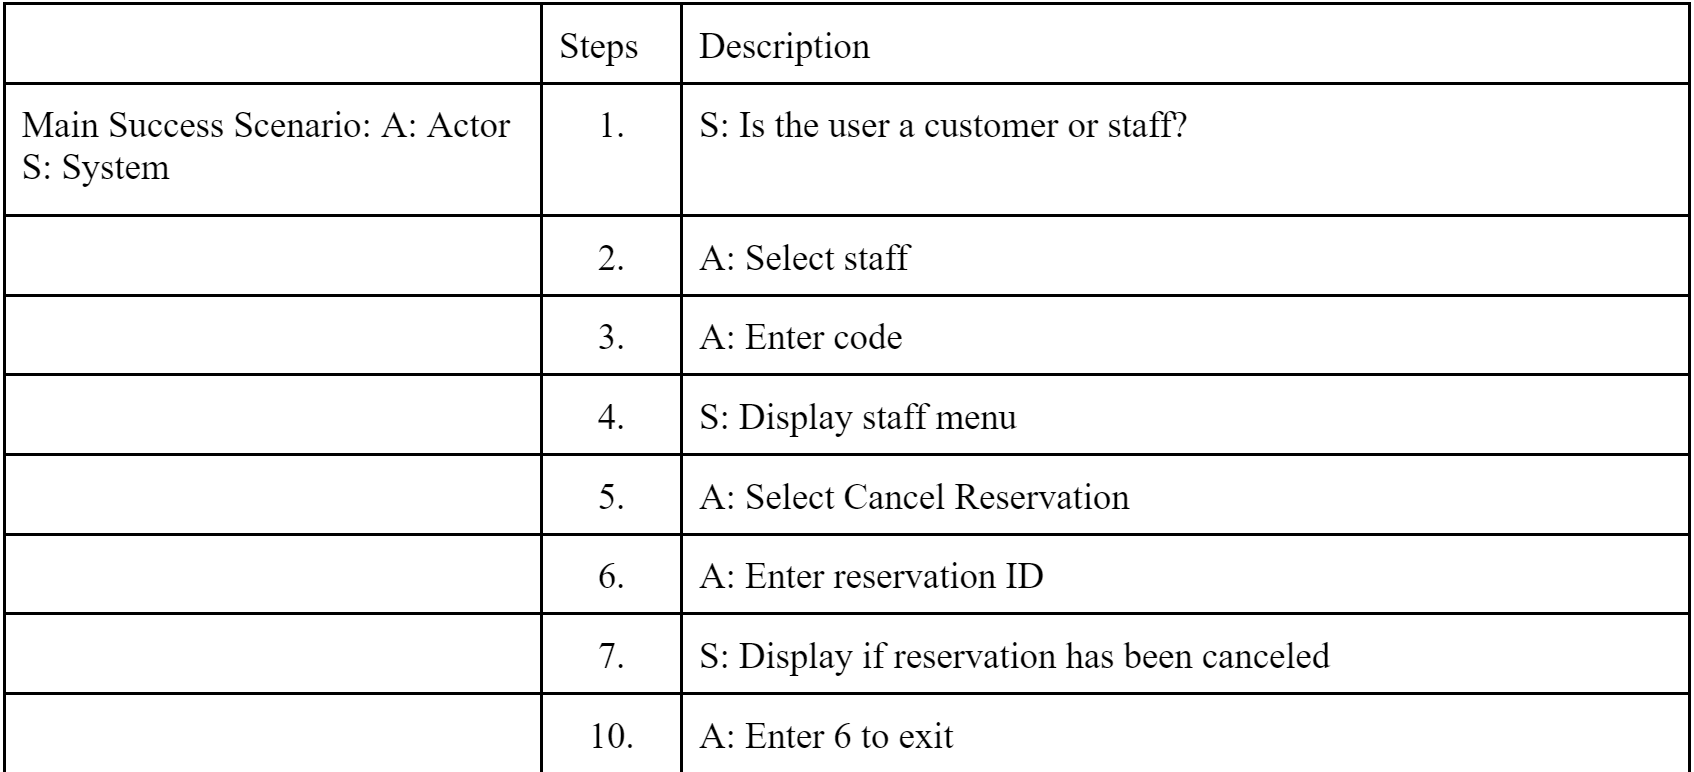 Steps Description
Main Success Scenario: A: Actor 1. S: Is the user a customer or staff?
S: System
2. A: Select staff
3. A: Enter code
4. S: Display staff menu
5. A: Select Cancel Reservation
6. A: Enter reservation ID
7. S: Display if reservation has been canceled
10. A: Enter 6 to exit